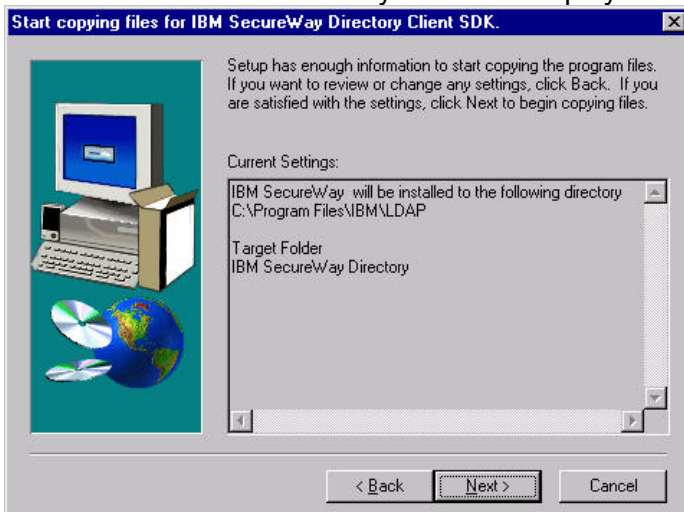 Start copying files for IBM SecureWay Directory Client SDK.
Setup has enough information to start copying the program files.
If you want to review or change any settings, click Back. If you
are satisfied with the settings, click Next to begin copying files.
Current Settings:
IBM SecureWay will be installed to the following directory
C:\Program Files\IBM\LDAP
Target Folder
IBM SecureWay Directory
< Back
Next >
Cancel